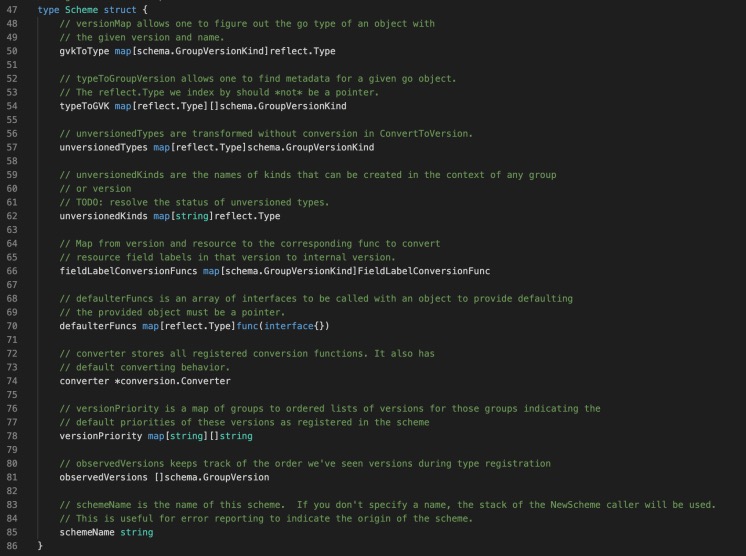 47 type Scheme struct {
48 // versionMap allows one to figure out the go type of an object with
49 // the given version and name.
50 gvkToType map[schema.GroupVersionKind]reflect.Type
51
52 // typeToGroupVersion allows one to find metadata for a given go object.
53 // The reflect.Type we index by should *not* be a pointer.
54 typeToGVK map[reflect.Type][]schema.GroupVersionKind
55
56 // unversionedTypes are transformed without conversion in ConvertToVersion.
57 unversionedTypes map[reflect.Type]schema.GroupVersionKind
58
59 // unversionedKinds are the names of kinds that can be created in the context of any group
60 // or version
61 // TODO: resolve the status of unversioned types.
62 unversionedKinds map[string]reflect.Type
63
64 // Map from version and resource to the corresponding func to convert
65 // resource field labels in that version to internal version.
66 fieldLabelConversionFuncs map[schema.GroupVersionKind]FieldLabelConversionFunc
67
68 // defaulterFuncs is an array of interfaces to be called with an object to provide defaulting
69 // the provided object must be a pointer.
70 defaulterFuncs map[reflect.Type]func(interface{})
71
72 // converter stores all registered conversion functions. It also has
73 // default converting behavior.
74 converter *conversion.Converter
75
76 // versionPriority is a map of groups to ordered lists of versions for those groups indicating the
77 // default priorities of these versions as registered in the scheme
78 versionPriority map[string][]string
79
80 // observedVersions keeps track of the order we've seen versions during type registration
81 observedVersions []schema.GroupVersion
82
83 // schemeName is the name of this scheme.  If you don't specify a name, the stack of the NewScheme caller will be used.
84 // This is useful for error reporting to indicate the origin of the scheme.
85 schemeName string
86 }